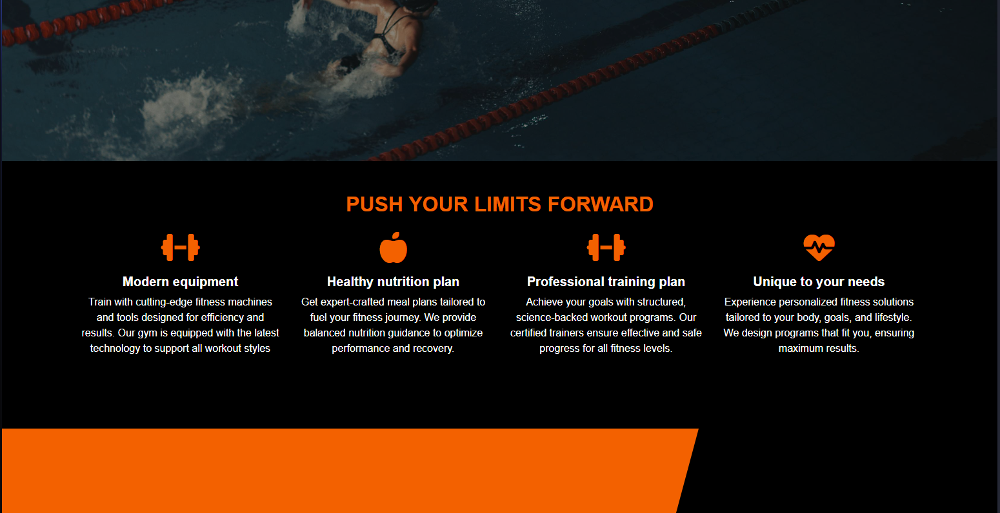 PUSH YOUR LIMITS FORWARD
Modern equipment
Train with cutting-edge fitness machines
and tools designed for efficiency and
results. Our gym is equipped with the latest
technology to support all workout styles
Healthy nutrition plan
Get expert-crafted meal plans tailored to
fuel your fitness journey. We provide
balanced nutrition guidance to optimize
performance and recovery.
Professional training plan
Achieve your goals with structured,
science-backed workout programs. Our
certified trainers ensure effective and safe
progress for all fitness levels.
Unique to your needs
Experience personalized fitness solutions
tailored to your body, goals, and lifestyle.
We design programs that fit you, ensuring
maximum results.